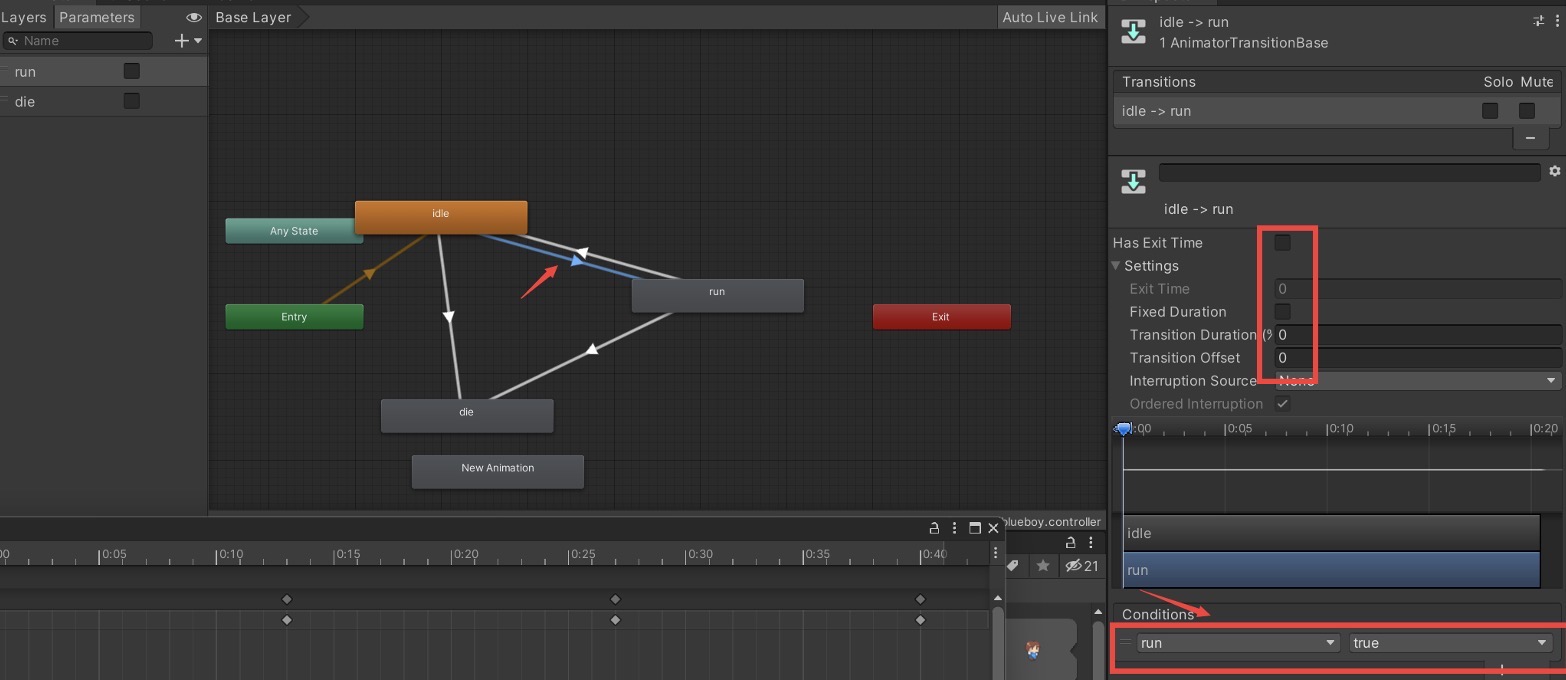 Layers Parameters
Name
run
die
Base Layer
Auto Live Link
idle
Any State
run
Entry
Exit
die
New Animation
blueboy.controller
0:05 0:10 0:15 0:20 0:25 0:30 0:35 0:40
21
idle -> run
1 AnimatorTransitionBase
Transitions Solo Mute
idle -> run
idle -> run
Has Exit Time
Settings
Exit Time 0
Fixed Duration
Transition Duration (% 0
Transition Offset 0
Interruption Source None
Ordered Interruption
:00 0:05 0:10 0:15 0:20
idle
run
Conditions
run true